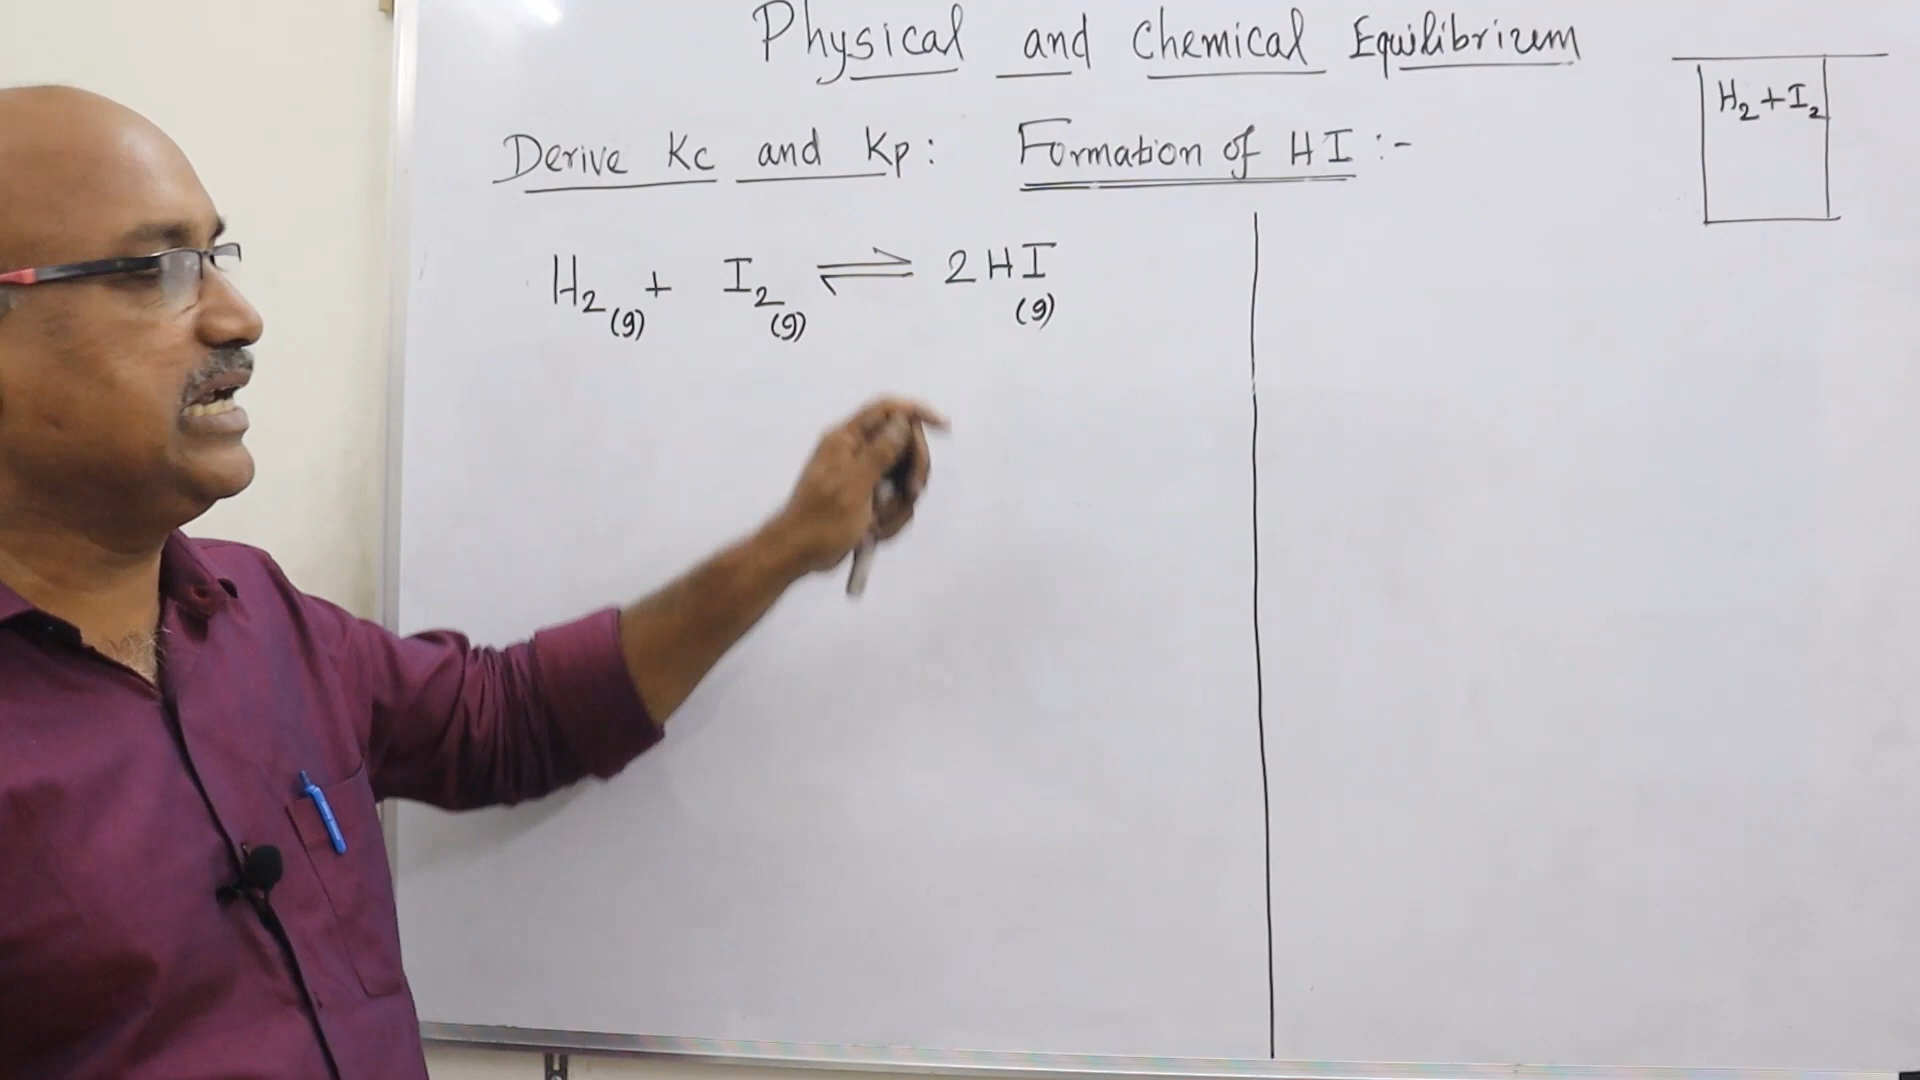 Physical and Chemical Equilibrium
H₂ + I₂
Derive Kc and Kp: Formation of HI :-
H₂(g) + I₂(g) ⇌ 2HI(g)